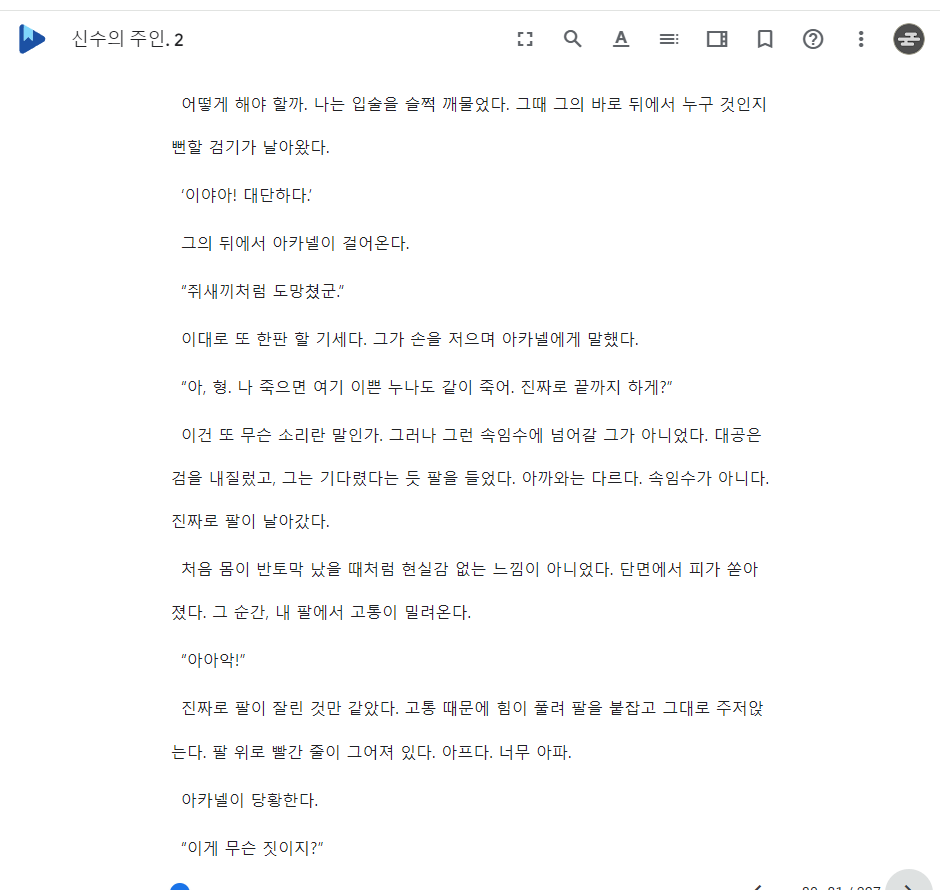 신수의 주인. 2
어떻게 해야 할까. 나는 입술을 슬쩍 깨물었다. 그때 그의 바로 뒤에서 누구 것인지
뻔할 검기가 날아왔다.
‘이야아! 대단하다.’
그의 뒤에서 아카넬이 걸어온다.
“쥐새끼처럼 도망쳤군.”
이대로 또 한판 할 기세다. 그가 손을 저으며 아카넬에게 말했다.
“아, 형. 나 죽으면 여기 이쁜 누나도 같이 죽어. 진짜로 끝까지 하게?”
이건 또 무슨 소리란 말인가. 그러나 그런 속임수에 넘어갈 그가 아니었다. 대공은
검을 내질렀고, 그는 기다렸다는 듯 팔을 들었다. 아까와는 다르다. 속임수가 아니다.
진짜로 팔이 날아갔다.
처음 몸이 반토막 났을 때처럼 현실감 없는 느낌이 아니었다. 단면에서 피가 쏟아
졌다. 그 순간, 내 팔에서 고통이 밀려온다.
“아아악!”
진짜로 팔이 잘린 것만 같았다. 고통 때문에 힘이 풀려 팔을 붙잡고 그대로 주저앉
는다. 팔 위로 빨간 줄이 그어져 있다. 아프다. 너무 아파.
아카넬이 당황한다.
“이게 무슨 짓이지?”